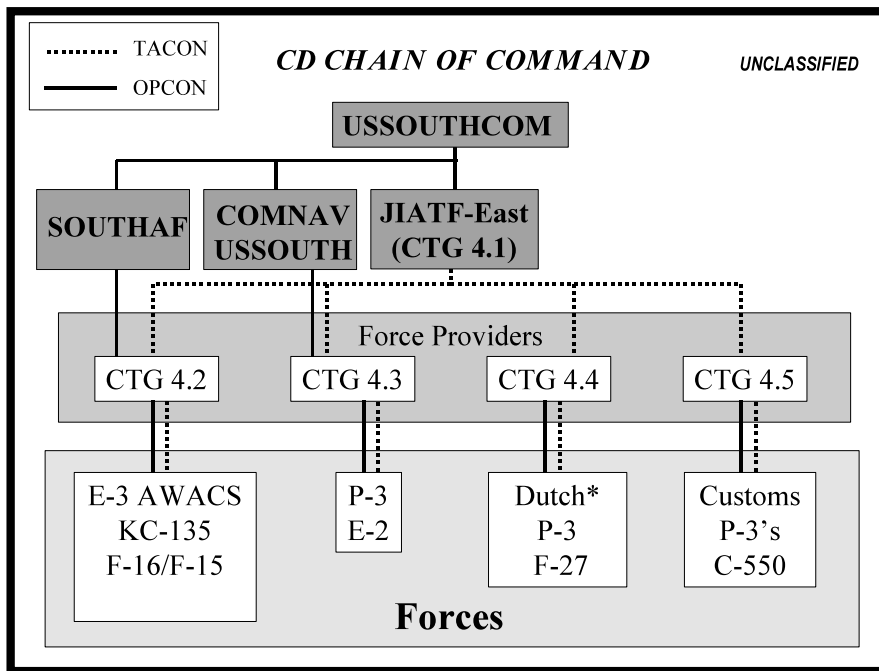 TACON
OPCON
CD CHAIN OF COMMAND
UNCLASSIFIED
USSOUTHCOM
SOUTHAF
COMNAV
USSOUTH
JIATF-East
(CTG 4.1)
Force Providers
CTG 4.2
CTG 4.3
CTG 4.4
CTG 4.5
E-3 AWACS
KC-135
F-16/F-15
P-3
E-2
Dutch*
P-3
F-27
Customs
P-3's
C-550
Forces